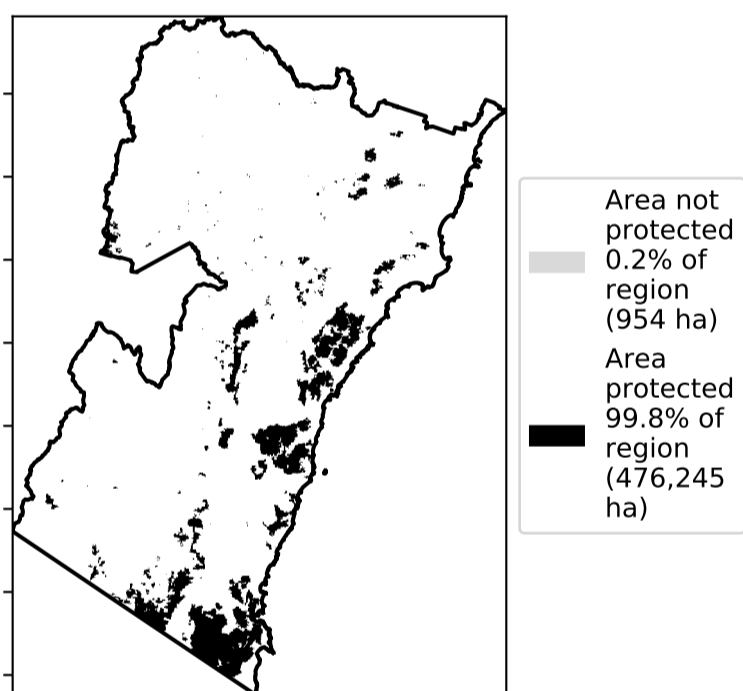 Area not
protected
0.2% of
region
(954 ha)
Area
protected
99.8% of
region
(476,245
ha)